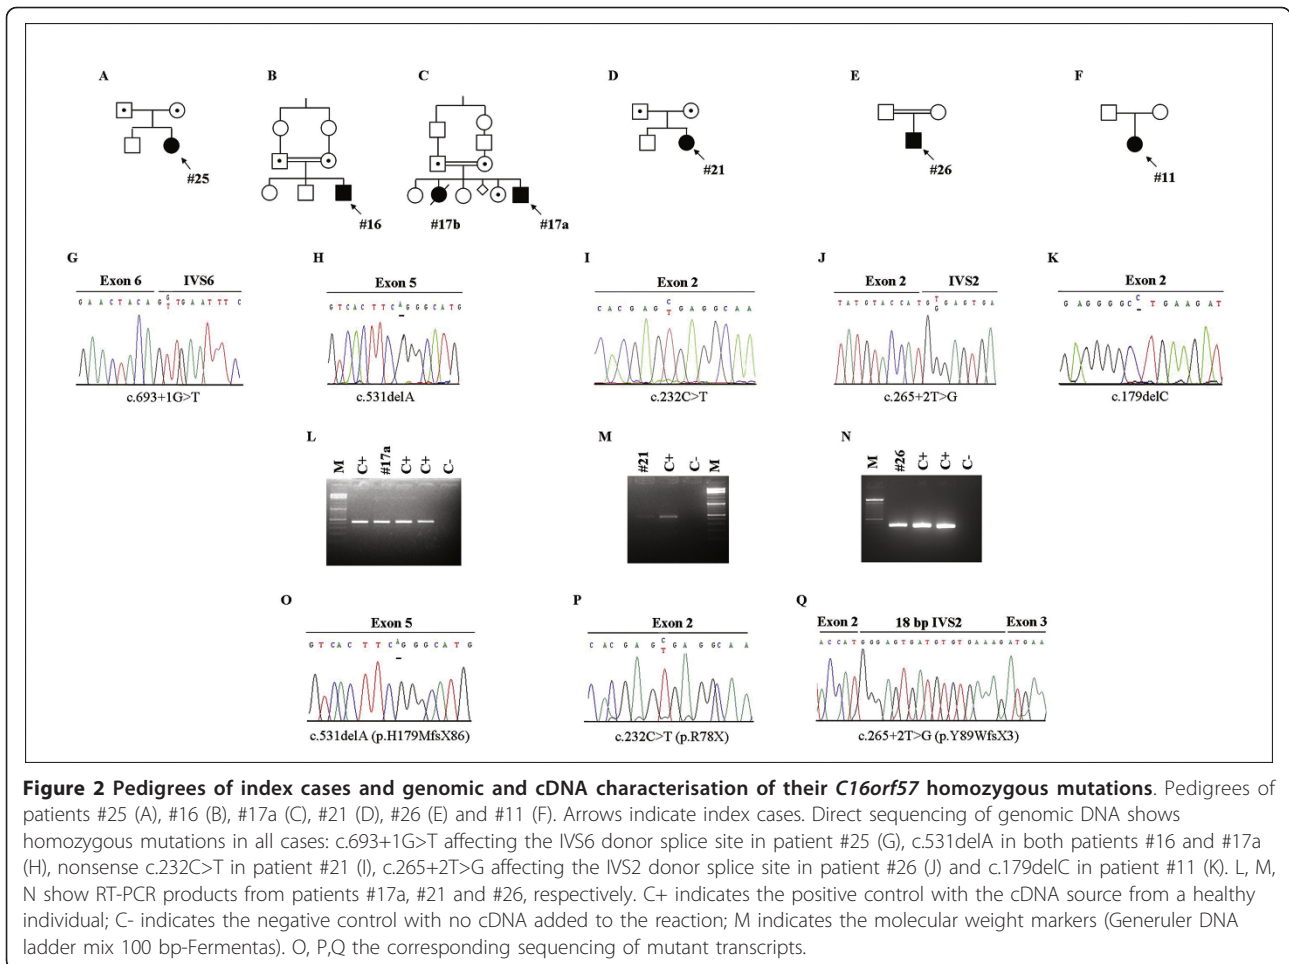 A
B
C
D
E
F
#25
#16
#17b
#17a
#21
#26
#11
G
Exon 6 IVS6
G A A C T A C A G G T G A A T T T C
T
c.693+1G>T
H
Exon 5
G T C A C T T C A G G G C A T G
–
c.531delA
I
Exon 2
C A C G A G C G A G G C A A
T
c.232C>T
J
Exon 2 IVS2
T A T G T A C C A T G T G A G T G A
G
c.265+2T>G
K
Exon 2
G A G G G G C C T G A A G A T
–
c.179delC
L
M C+ #17a C+ C+ C-
M
#21 C+ C- M
N
M #26 C+ C+ C-
O
Exon 5
G T C A C T T C A G G G C A T G
–
c.531delA (p.H179MfsX86)
P
Exon 2
C A C G A G C G A G G C A A
T
c.232C>T (p.R78X)
Q
Exon 2 18 bp IVS2 Exon 3
A C C A T G G G A G T G A T G T G T G A A A G A T G A A
c.265+2T>G (p.Y89WfsX3)
Figure 2 Pedigrees of index cases and genomic and cDNA characterisation of their C16orf57 homozygous mutations. Pedigrees of
patients #25 (A), #16 (B), #17a (C), #21 (D), #26 (E) and #11 (F). Arrows indicate index cases. Direct sequencing of genomic DNA shows
homozygous mutations in all cases: c.693+1G>T affecting the IVS6 donor splice site in patient #25 (G), c.531delA in both patients #16 and #17a
(H), nonsense c.232C>T in patient #21 (I), c.265+2T>G affecting the IVS2 donor splice site in patient #26 (J) and c.179delC in patient #11 (K). L, M,
N show RT-PCR products from patients #17a, #21 and #26, respectively. C+ indicates the positive control with the cDNA source from a healthy
individual; C- indicates the negative control with no cDNA added to the reaction; M indicates the molecular weight markers (Generuler DNA
ladder mix 100 bp-Fermentas). O, P,Q the corresponding sequencing of mutant transcripts.